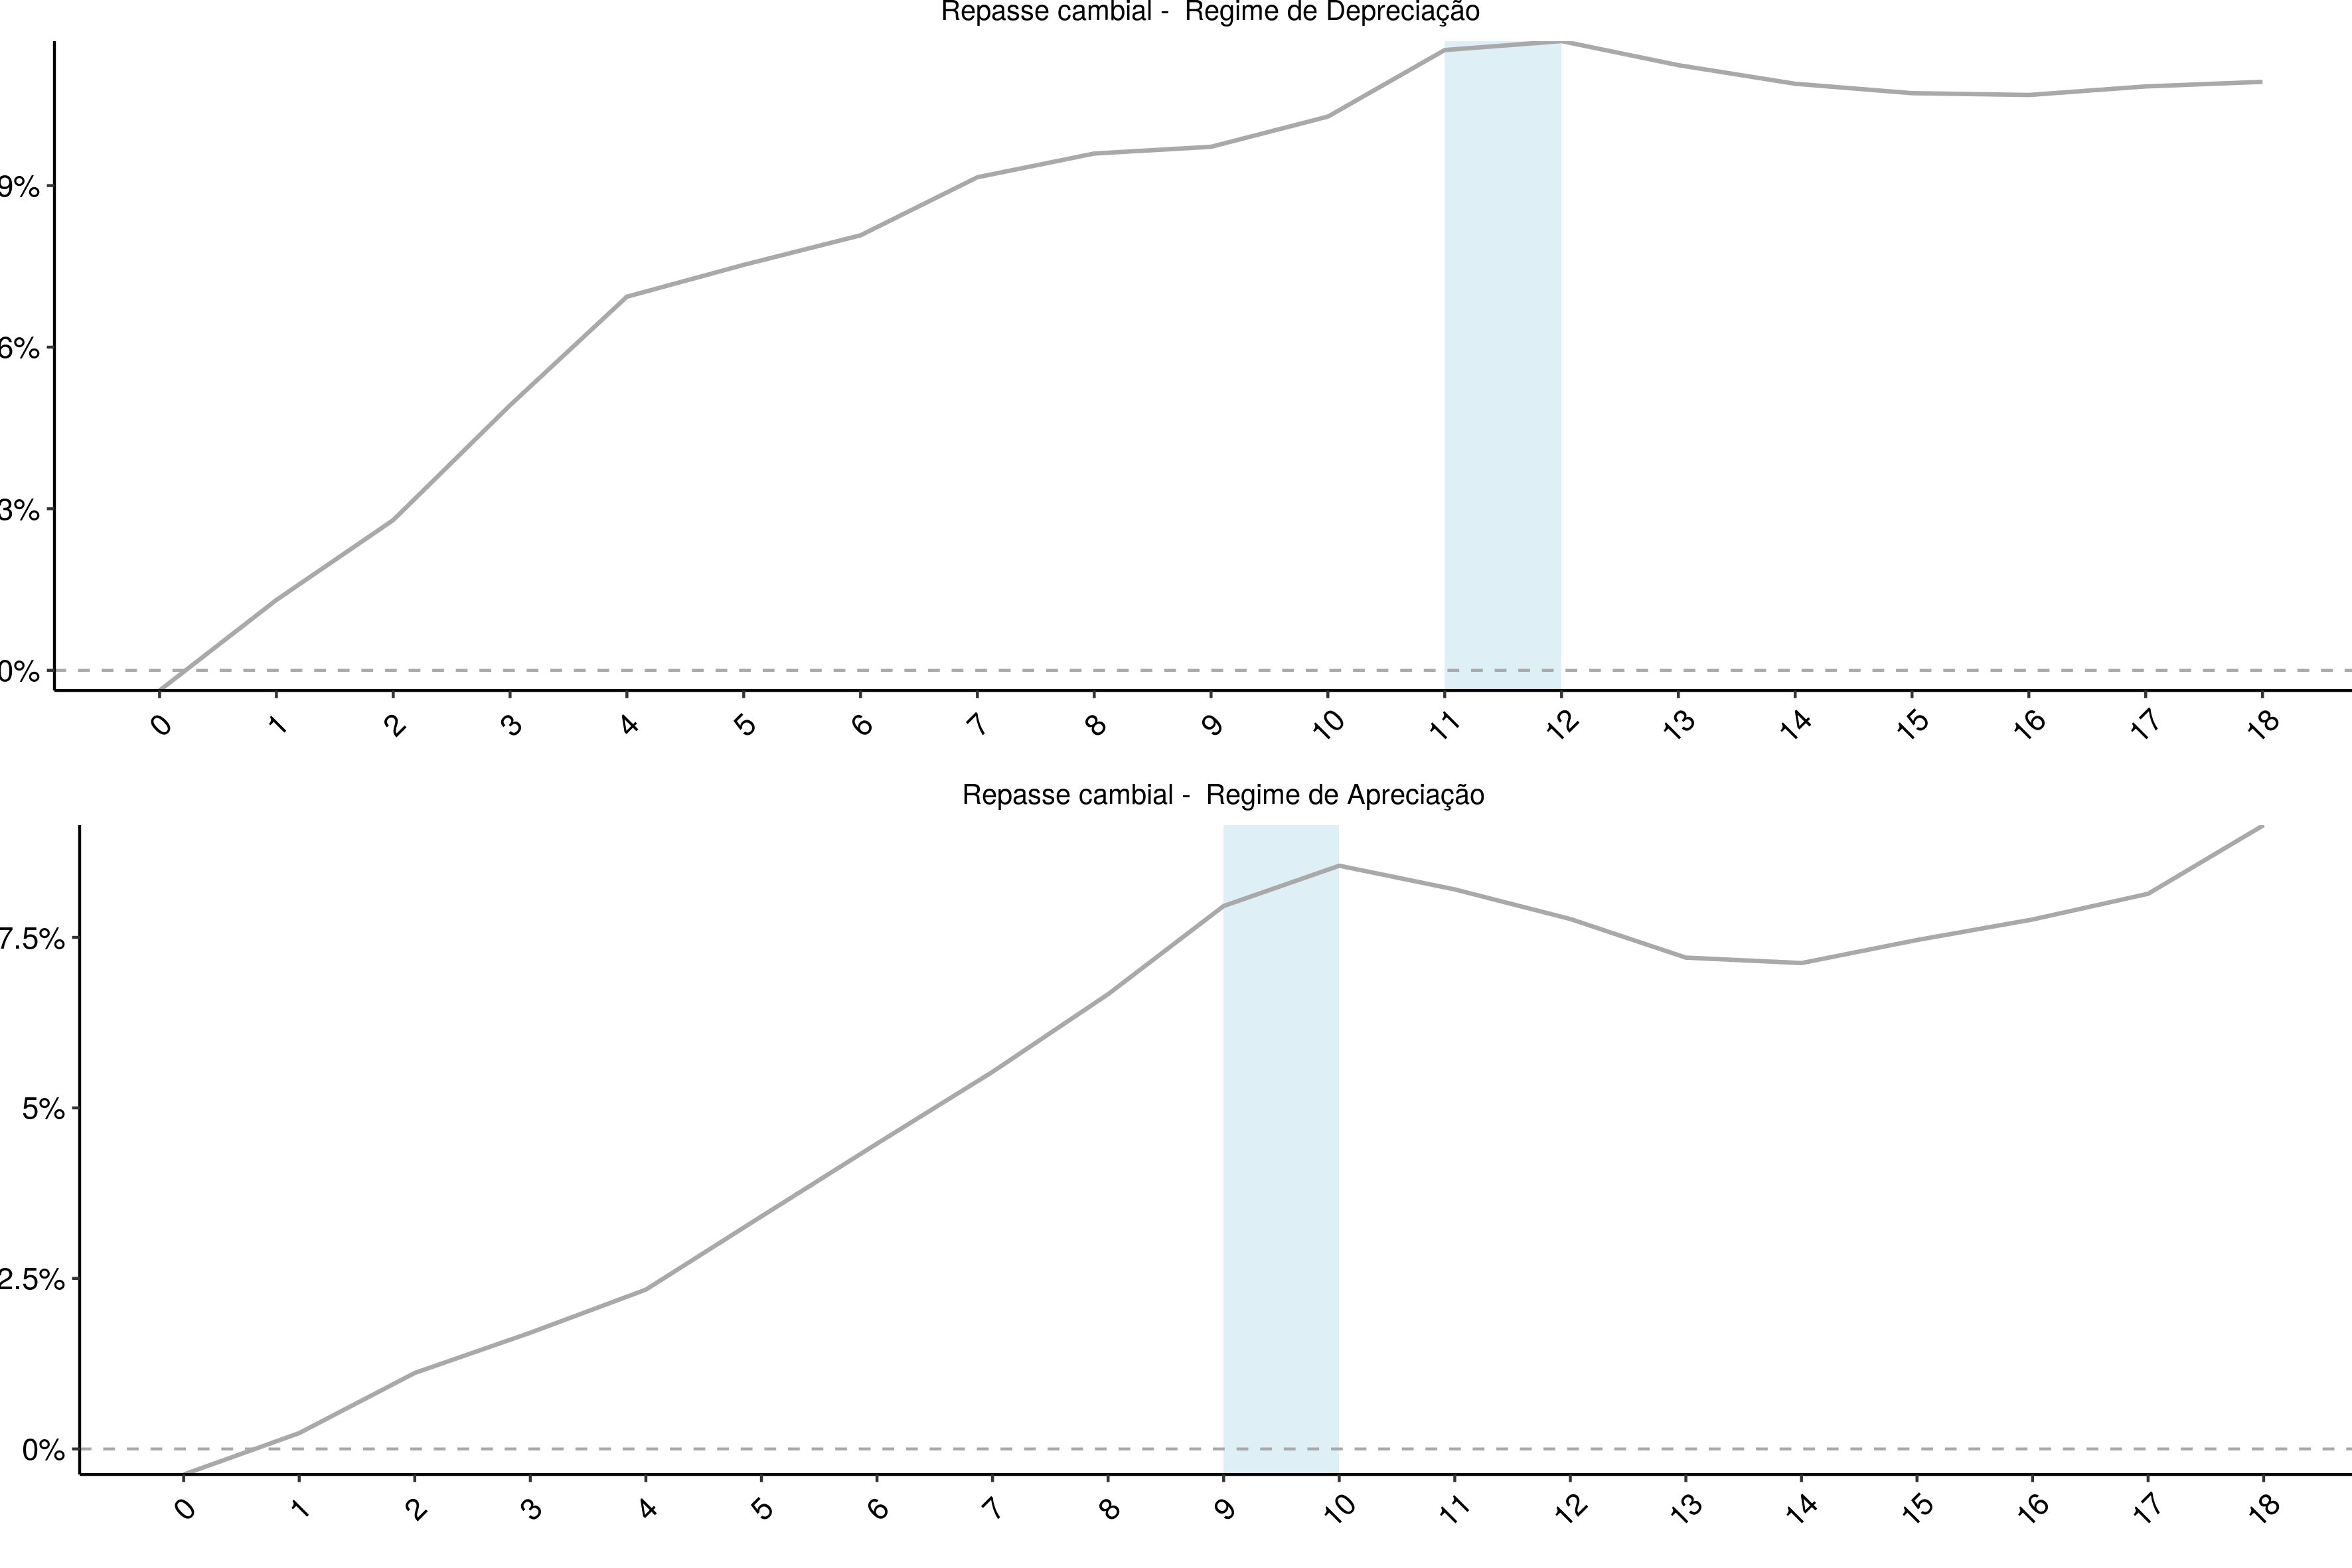 Repasse cambial -  Regime de Depreciação
9%
6%
3%
0%
0 1 2 3 4 5 6 7 8 9 10 11 12 13 14 15 16 17 18
Repasse cambial -  Regime de Apreciação
7.5%
5%
2.5%
0%
0 1 2 3 4 5 6 7 8 9 10 11 12 13 14 15 16 17 18